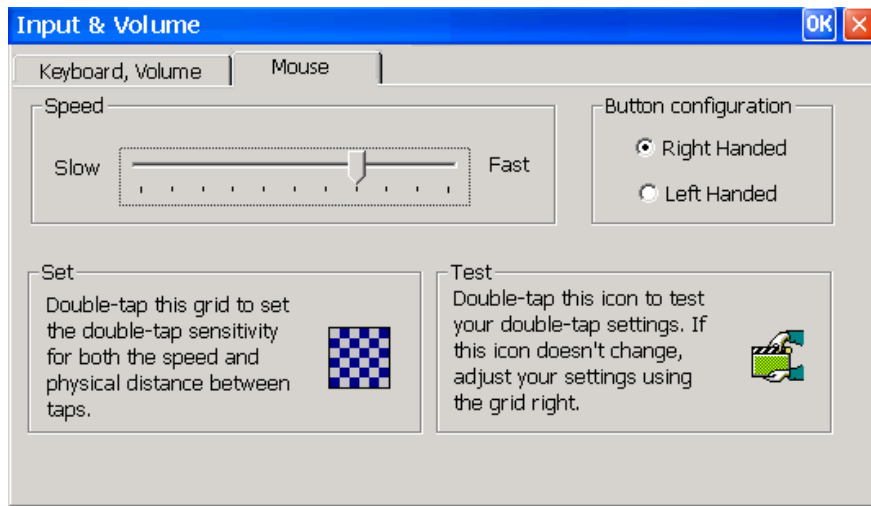 Input & Volume
OK
Keyboard, Volume
Mouse
Speed
Slow
Fast
Button configuration
Right Handed
Left Handed
Set
Double-tap this grid to set
the double-tap sensitivity
for both the speed and
physical distance between
taps.
Test
Double-tap this icon to test
your double-tap settings. If
this icon doesn't change,
adjust your settings using
the grid right.